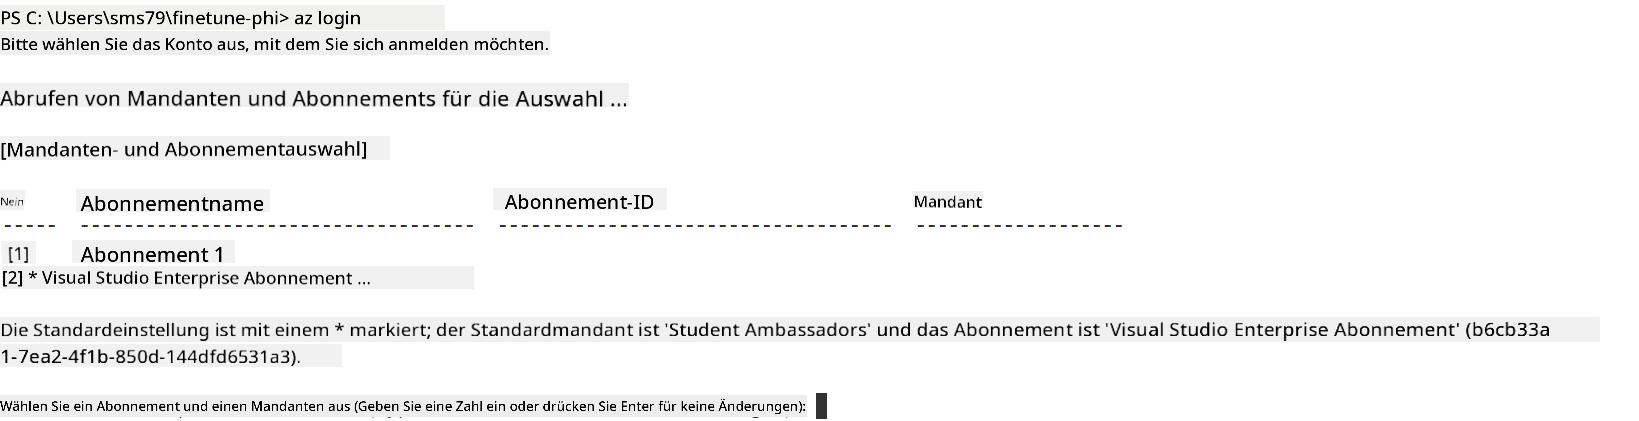 PS C: \Users\sms79\finetune-phi> az login
Bitte wählen Sie das Konto aus, mit dem Sie sich anmelden möchten.
Abrufen von Mandanten und Abonnements für die Auswahl ...
[Mandanten- und Abonnementauswahl]
Nein Abonnementname Abonnement-ID Mandant
----- ---------------------------------- ---------------------------------- ------------------
[1] Abonnement 1
[2] * Visual Studio Enterprise Abonnement ...
Die Standardeinstellung ist mit einem * markiert; der Standardmandant ist 'Student Ambassadors' und das Abonnement ist 'Visual Studio Enterprise Abonnement' (b6cb33a
1-7ea2-4f1b-850d-144dfd6531a3).
Wählen Sie ein Abonnement und einen Mandanten aus (Geben Sie eine Zahl ein oder drücken Sie Enter für keine Änderungen):